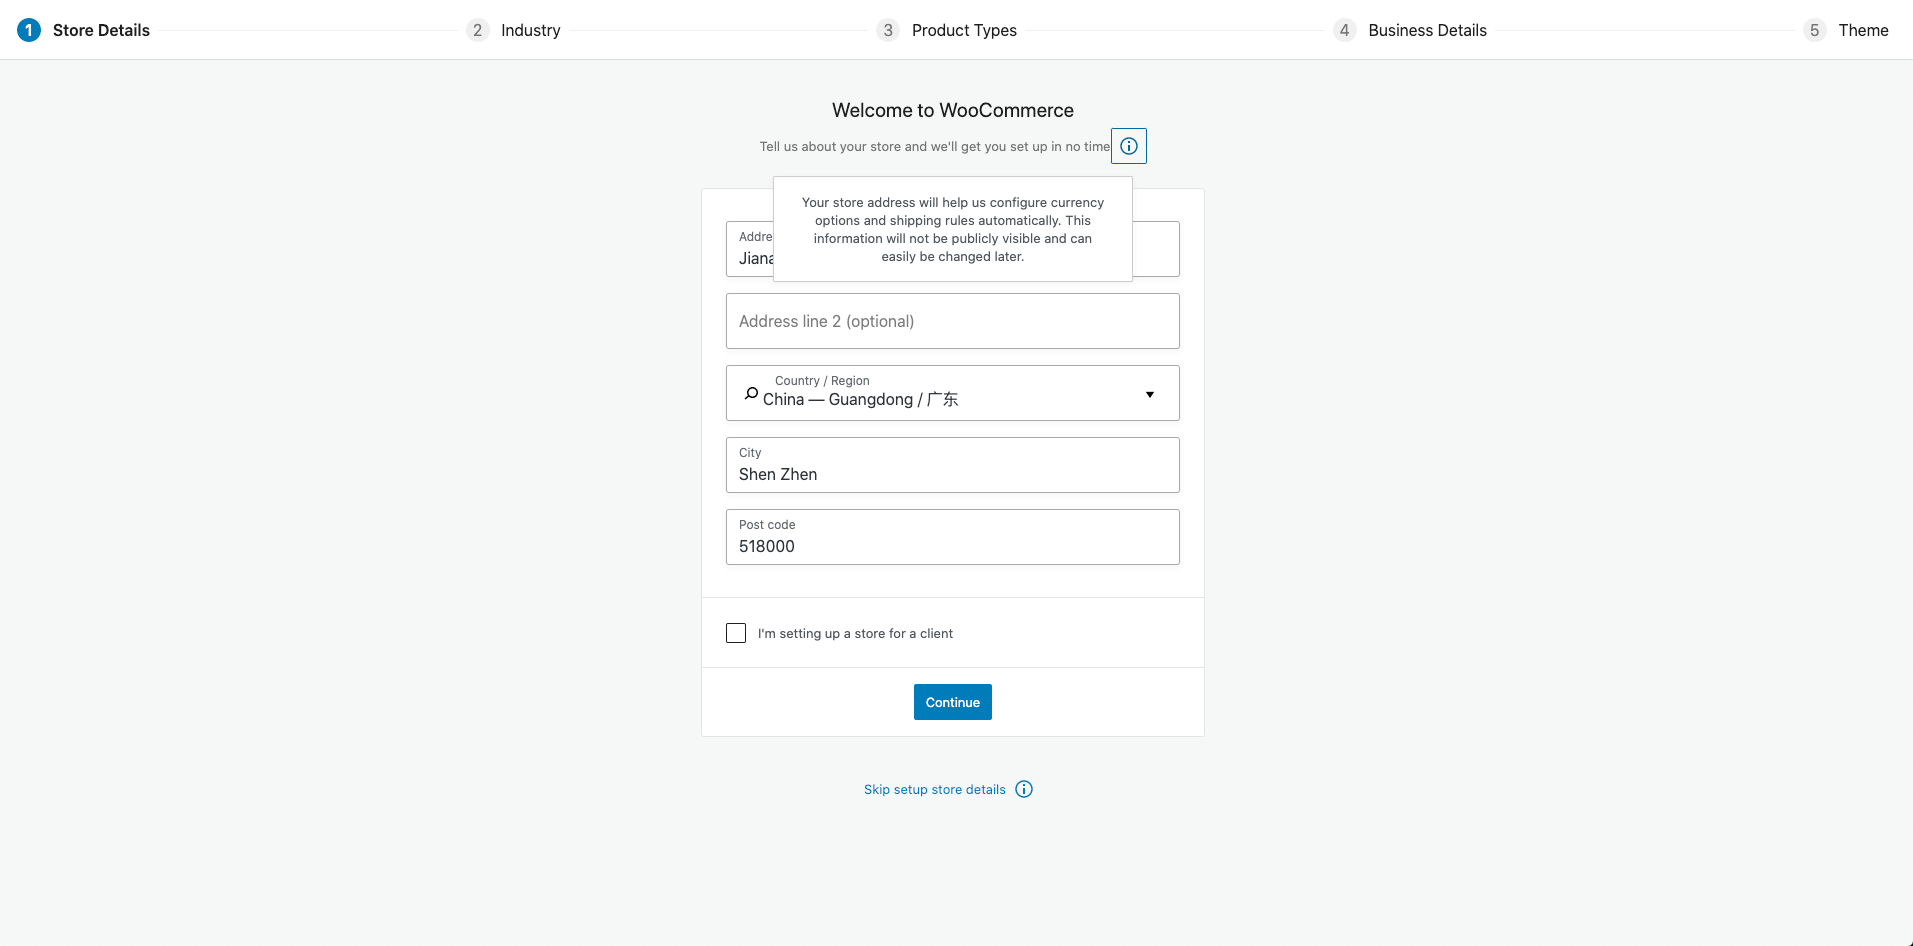 1 Store Details
2 Industry
3 Product Types
4 Business Details
5 Theme
Welcome to WooCommerce
Tell us about your store and we'll get you set up in no time
Your store address will help us configure currency
options and shipping rules automatically. This
information will not be publicly visible and can
easily be changed later.
Address line 2 (optional)
Country / Region
China — Guangdong / 广东
City
Shen Zhen
Post code
518000
I'm setting up a store for a client
Continue
Skip setup store details